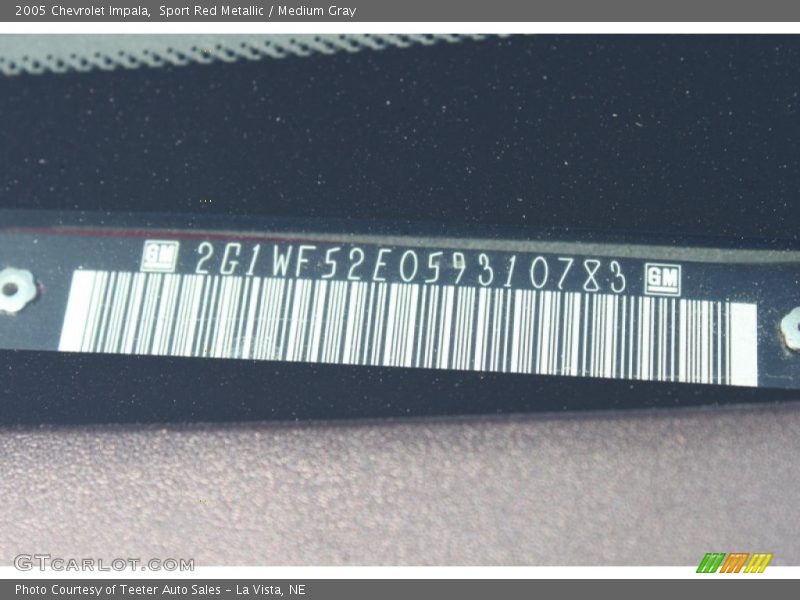 2005 Chevrolet Impala, Sport Red Metallic / Medium Gray
GM 2G1WF52E059310783 GM
GTCARLOT.COM
Photo Courtesy of Teeter Auto Sales - La Vista, NE